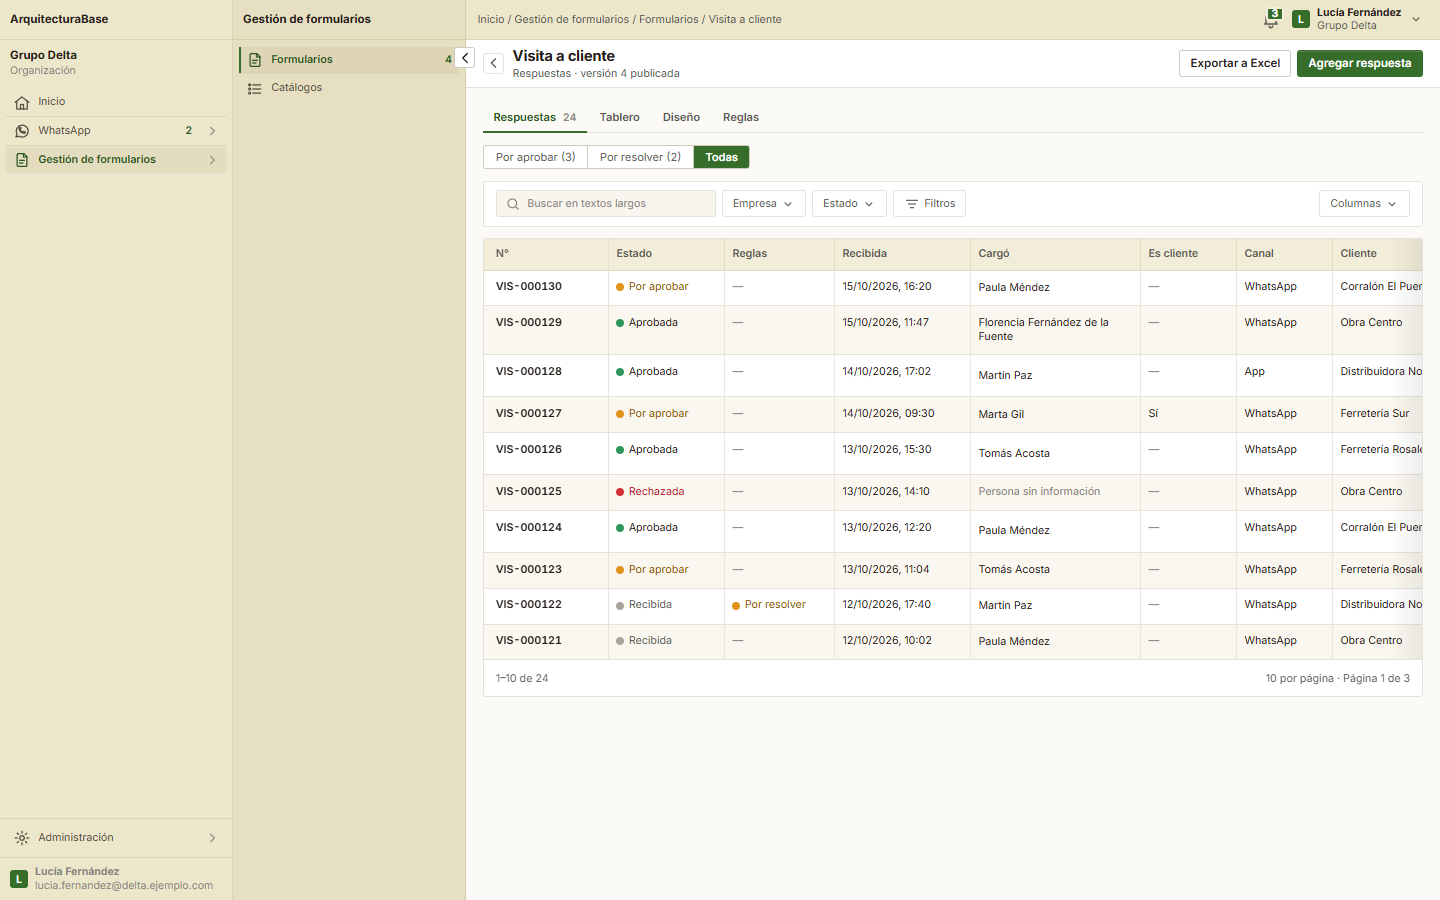 ArquitecturaBase
Gestión de formularios
Inicio / Gestión de formularios / Formularios / Visita a cliente
3
L
Lucía Fernández
Grupo Delta
Grupo Delta
Organización
Inicio
WhatsApp 2
Gestión de formularios
Formularios 4
Catálogos
Visita a cliente
Respuestas · versión 4 publicada
Exportar a Excel
Agregar respuesta
Respuestas 24 Tablero Diseño Reglas
Por aprobar (3) Por resolver (2) Todas
Buscar en textos largos Empresa Estado Filtros Columnas
N° Estado Reglas Recibida Cargó Es cliente Canal Cliente
VIS-000130 Por aprobar — 15/10/2026, 16:20 Paula Méndez — WhatsApp Corralón El Puer
VIS-000129 Aprobada — 15/10/2026, 11:47 Florencia Fernández de la Fuente — WhatsApp Obra Centro
VIS-000128 Aprobada — 14/10/2026, 17:02 Martín Paz — App Distribuidora No
VIS-000127 Por aprobar — 14/10/2026, 09:30 Marta Gil Sí WhatsApp Ferretería Sur
VIS-000126 Aprobada — 13/10/2026, 15:30 Tomás Acosta — WhatsApp Ferretería Rosale
VIS-000125 Rechazada — 13/10/2026, 14:10 Persona sin información — WhatsApp Obra Centro
VIS-000124 Aprobada — 13/10/2026, 12:20 Paula Méndez — WhatsApp Corralón El Puer
VIS-000123 Por aprobar — 13/10/2026, 11:04 Tomás Acosta — WhatsApp Ferretería Rosale
VIS-000122 Recibida Por resolver 12/10/2026, 17:40 Martín Paz — WhatsApp Distribuidora No
VIS-000121 Recibida — 12/10/2026, 10:02 Paula Méndez — WhatsApp Obra Centro
1–10 de 24
10 por página · Página 1 de 3
Administración
L
Lucía Fernández
lucia.fernandez@delta.ejemplo.com